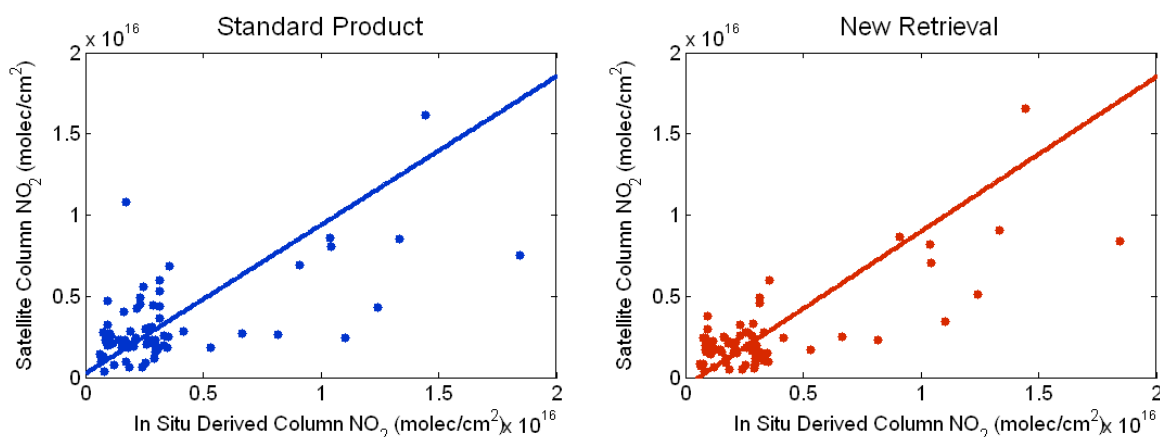 Standard Product
× 10^16
2
1.5
1
0.5
0
Satellite Column NO₂ (molec/cm²)
0 0.5 1 1.5 2
In Situ Derived Column NO₂ (molec/cm²) × 10^16
New Retrieval
× 10^16
2
1.5
1
0.5
0
Satellite Column NO₂ (molec/cm²)
0 0.5 1 1.5 2
In Situ Derived Column NO₂ (molec/cm²) × 10^16